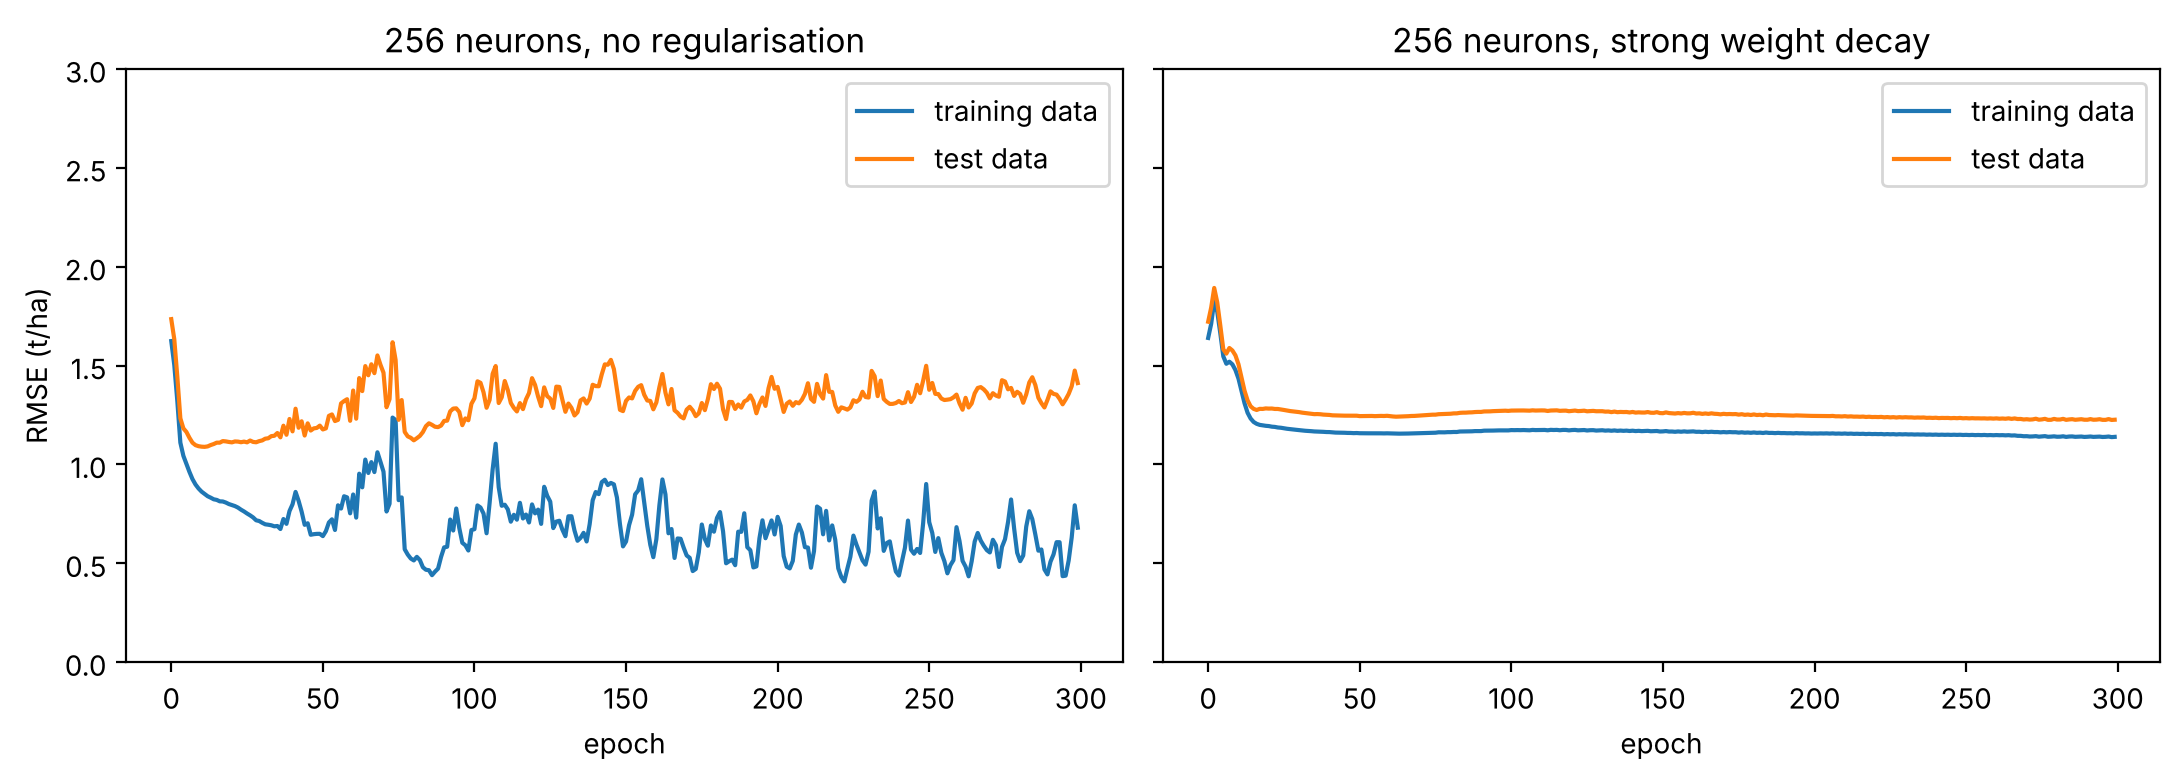 256 neurons, no regularisation
3.0
2.5
2.0
1.5
1.0
0.5
0.0
RMSE (t/ha)
training data
test data
0 50 100 150 200 250 300
epoch
256 neurons, strong weight decay
training data
test data
0 50 100 150 200 250 300
epoch